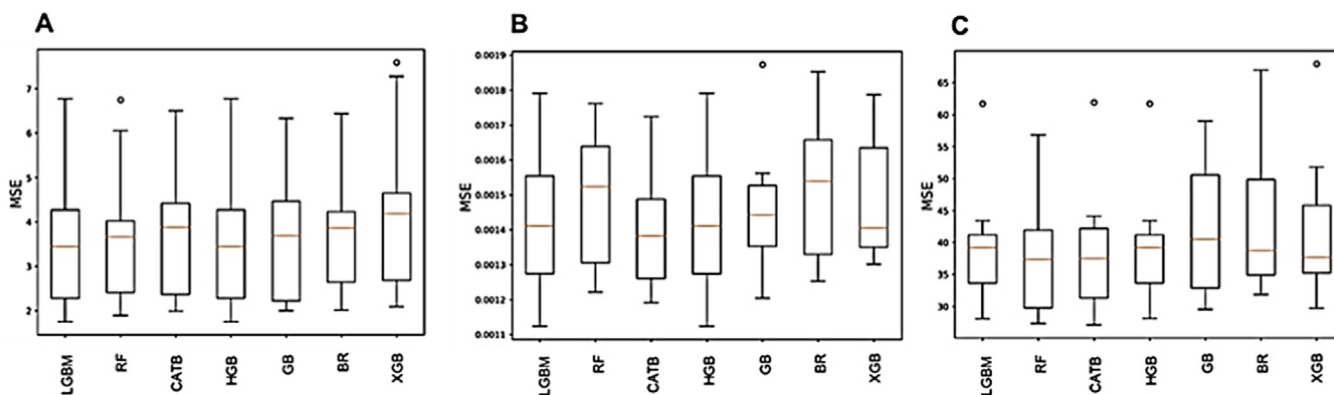 A
B
C
MSE
7
6
5
4
3
2
LGBM
RF
CATB
HGB
GB
BR
XGB
MSE
0.0019
0.0018
0.0017
0.0016
0.0015
0.0014
0.0013
0.0012
0.0011
LGBM
RF
CATB
HGB
GB
BR
XGB
MSE
65
60
55
50
45
40
35
30
LGBM
RF
CATB
HGB
GB
BR
XGB